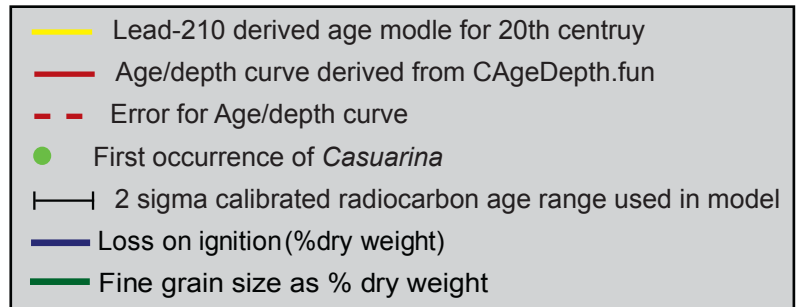 Lead-210 derived age modle for 20th centruy
Age/depth curve derived from CAgeDepth.fun
Error for Age/depth curve
First occurrence of Casuarina
2 sigma calibrated radiocarbon age range used in model
Loss on ignition(%dry weight)
Fine grain size as % dry weight